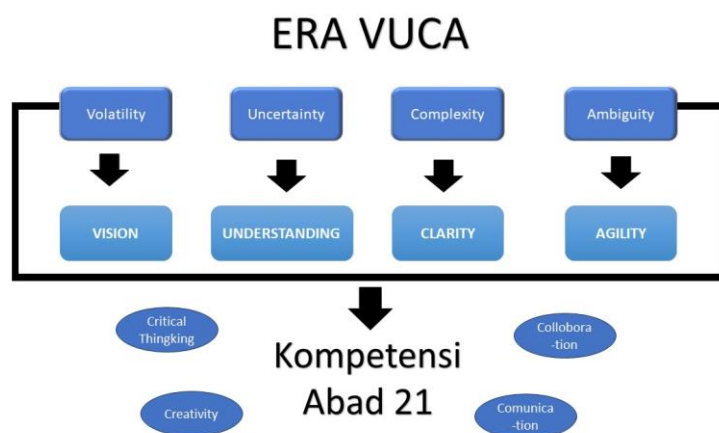 ERA VUCA
Volatility
Uncertainty
Complexity
Ambiguity
VISION
UNDERSTANDING
CLARITY
AGILITY
Critical
Thingking
Collobora
-tion
Kompetensi
Abad 21
Creativity
Comunica
-tion